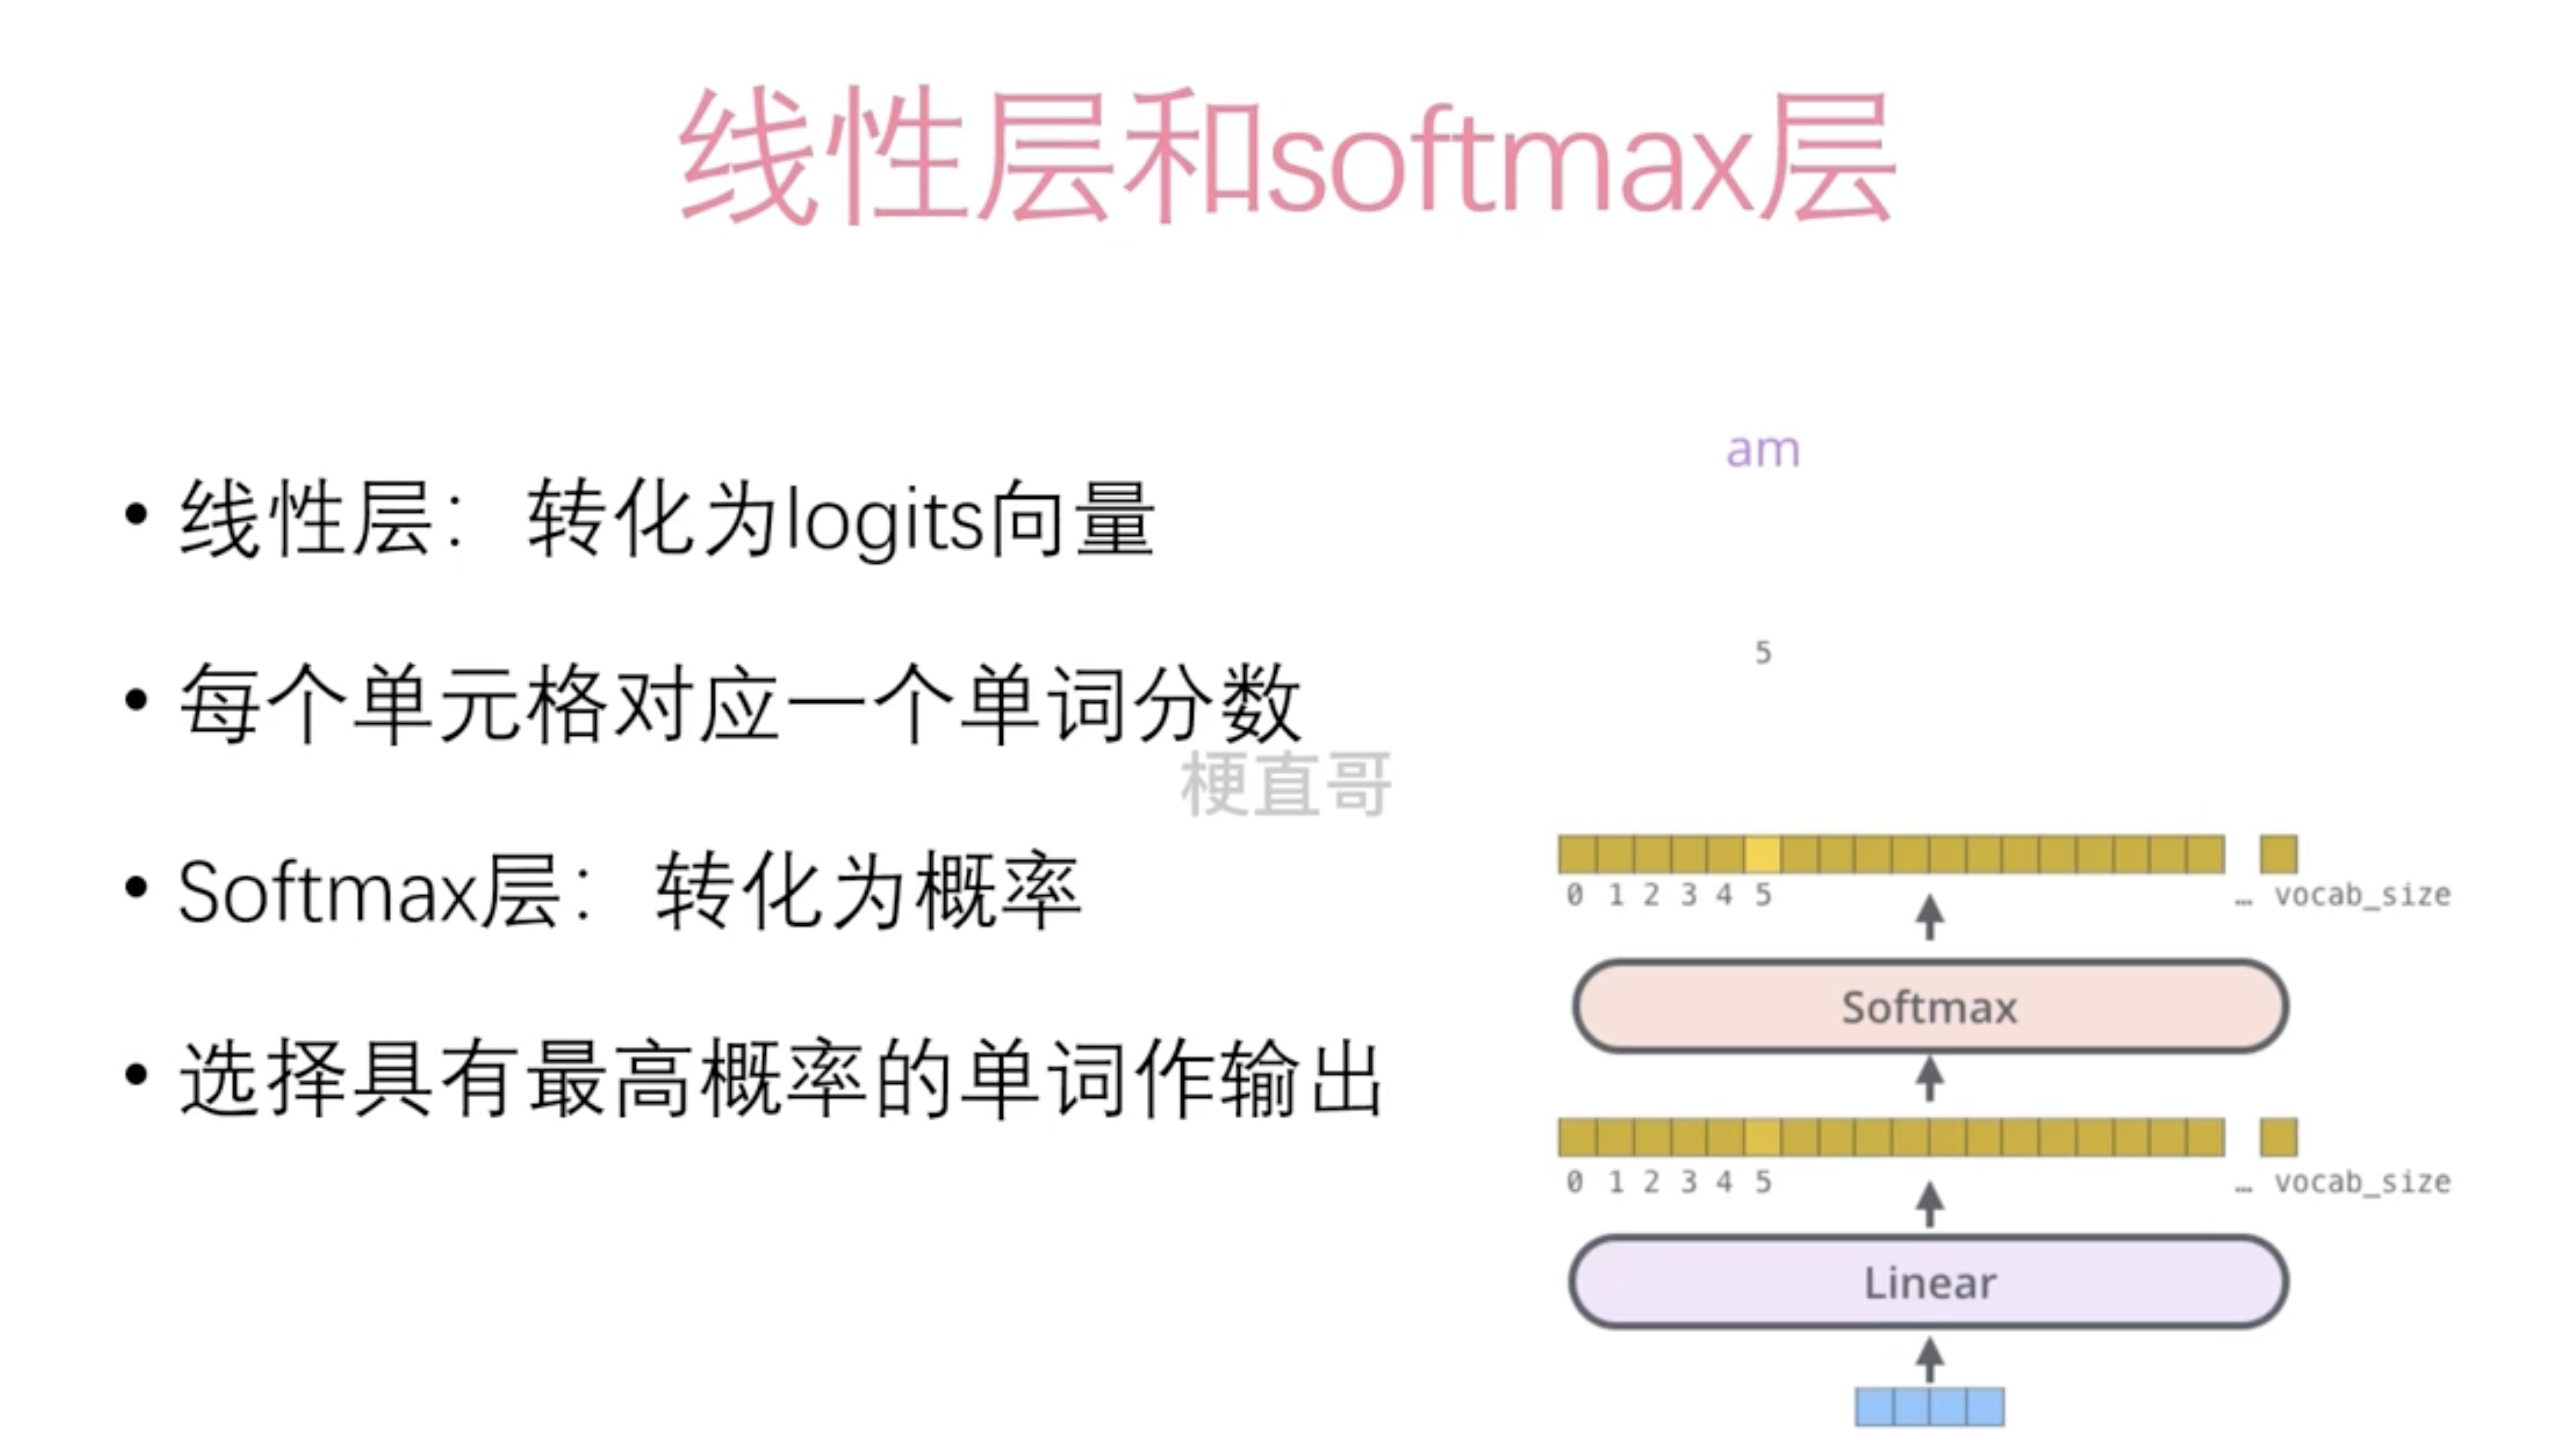 线性层和softmax层
• 线性层：转化为logits向量
• 每个单元格对应一个单词分数
• Softmax层：转化为概率
• 选择具有最高概率的单词作输出
梗直哥
am
5
0 1 2 3 4 5 … vocab_size
Softmax
0 1 2 3 4 5 … vocab_size
Linear